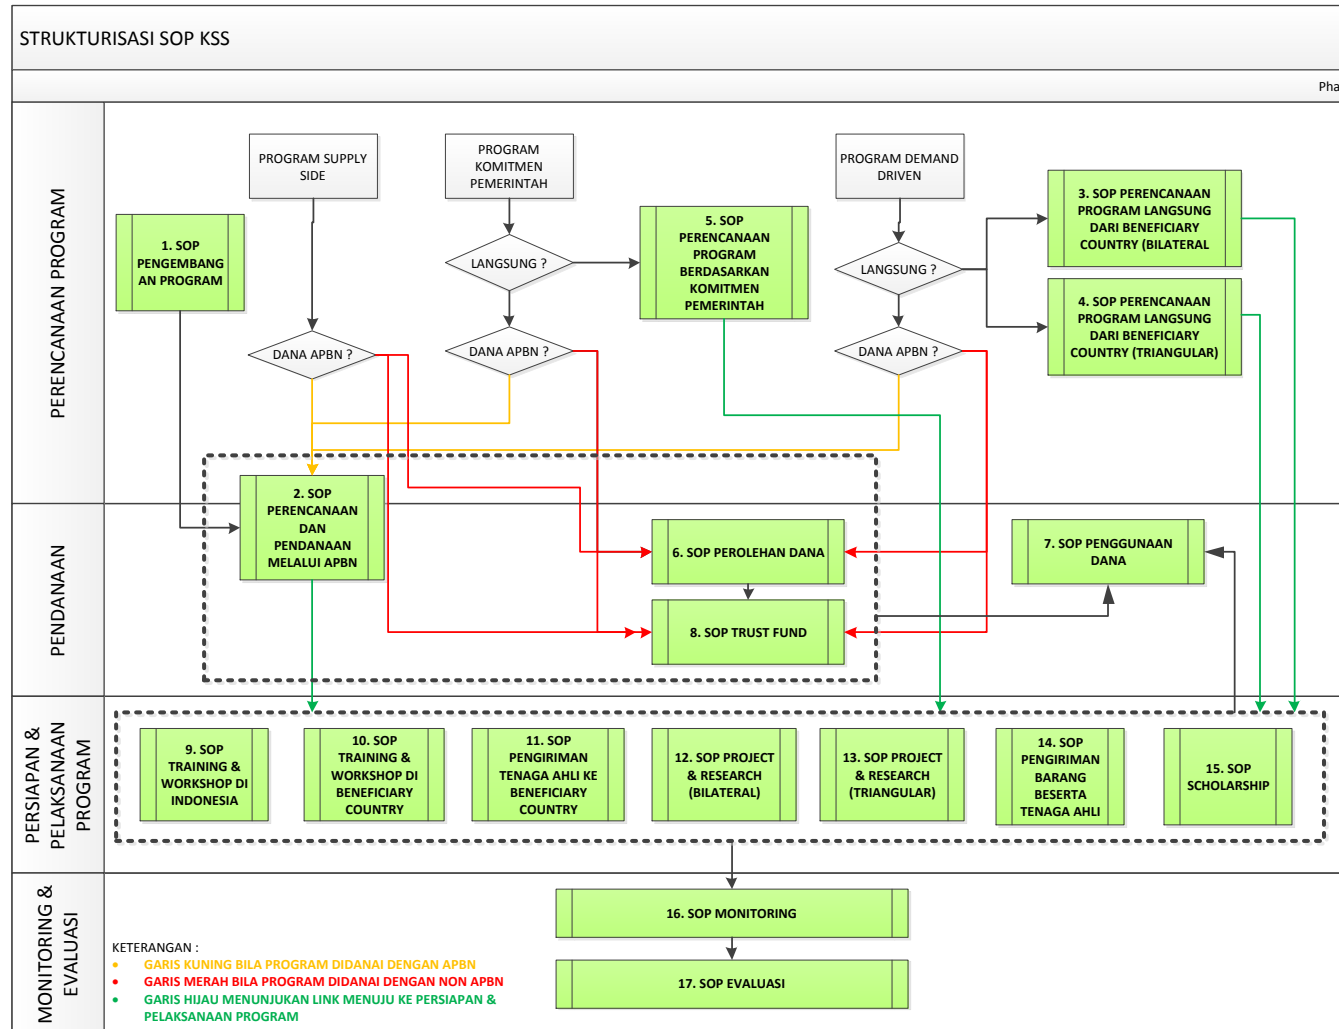 STRUKTURISASI SOP KSS
Pha
PERENCANAAN PROGRAM
PROGRAM SUPPLY
SIDE
PROGRAM
KOMITMEN
PEMERINTAH
PROGRAM DEMAND
DRIVEN
1. SOP
PENGEMBANG
AN PROGRAM
LANGSUNG ?
5. SOP
PERENCANAAN
PROGRAM
BERDASARKAN
KOMITMEN
PEMERINTAH
LANGSUNG ?
3. SOP PERENCANAAN
PROGRAM LANGSUNG
DARI BENEFICIARY
COUNTRY (BILATERAL
4. SOP PERENCANAAN
PROGRAM LANGSUNG
DARI BENEFICIARY
COUNTRY (TRIANGULAR)
DANA APBN ?
DANA APBN ?
DANA APBN ?
PENDANAAN
2. SOP
PERENCANAAN
DAN
PENDANAAN
MELALUI APBN
6. SOP PEROLEHAN DANA
7. SOP PENGGUNAAN
DANA
8. SOP TRUST FUND
PERSIAPAN &
PELAKSANAAN
PROGRAM
9. SOP
TRAINING &
WORKSHOP DI
INDONESIA
10. SOP
TRAINING &
WORKSHOP DI
BENEFICIARY
COUNTRY
11. SOP
PENGIRIMAN
TENAGA AHLI KE
BENEFICIARY
COUNTRY
12. SOP PROJECT
& RESEARCH
(BILATERAL)
13. SOP PROJECT
& RESEARCH
(TRIANGULAR)
14. SOP
PENGIRIMAN
BARANG
BESERTA
TENAGA AHLI
15. SOP
SCHOLARSHIP
MONITORING &
EVALUASI
16. SOP MONITORING
17. SOP EVALUASI
KETERANGAN :
• GARIS KUNING BILA PROGRAM DIDANAI DENGAN APBN
• GARIS MERAH BILA PROGRAM DIDANAI DENGAN NON APBN
• GARIS HIJAU MENUNJUKAN LINK MENUJU KE PERSIAPAN &
PELAKSANAAN PROGRAM